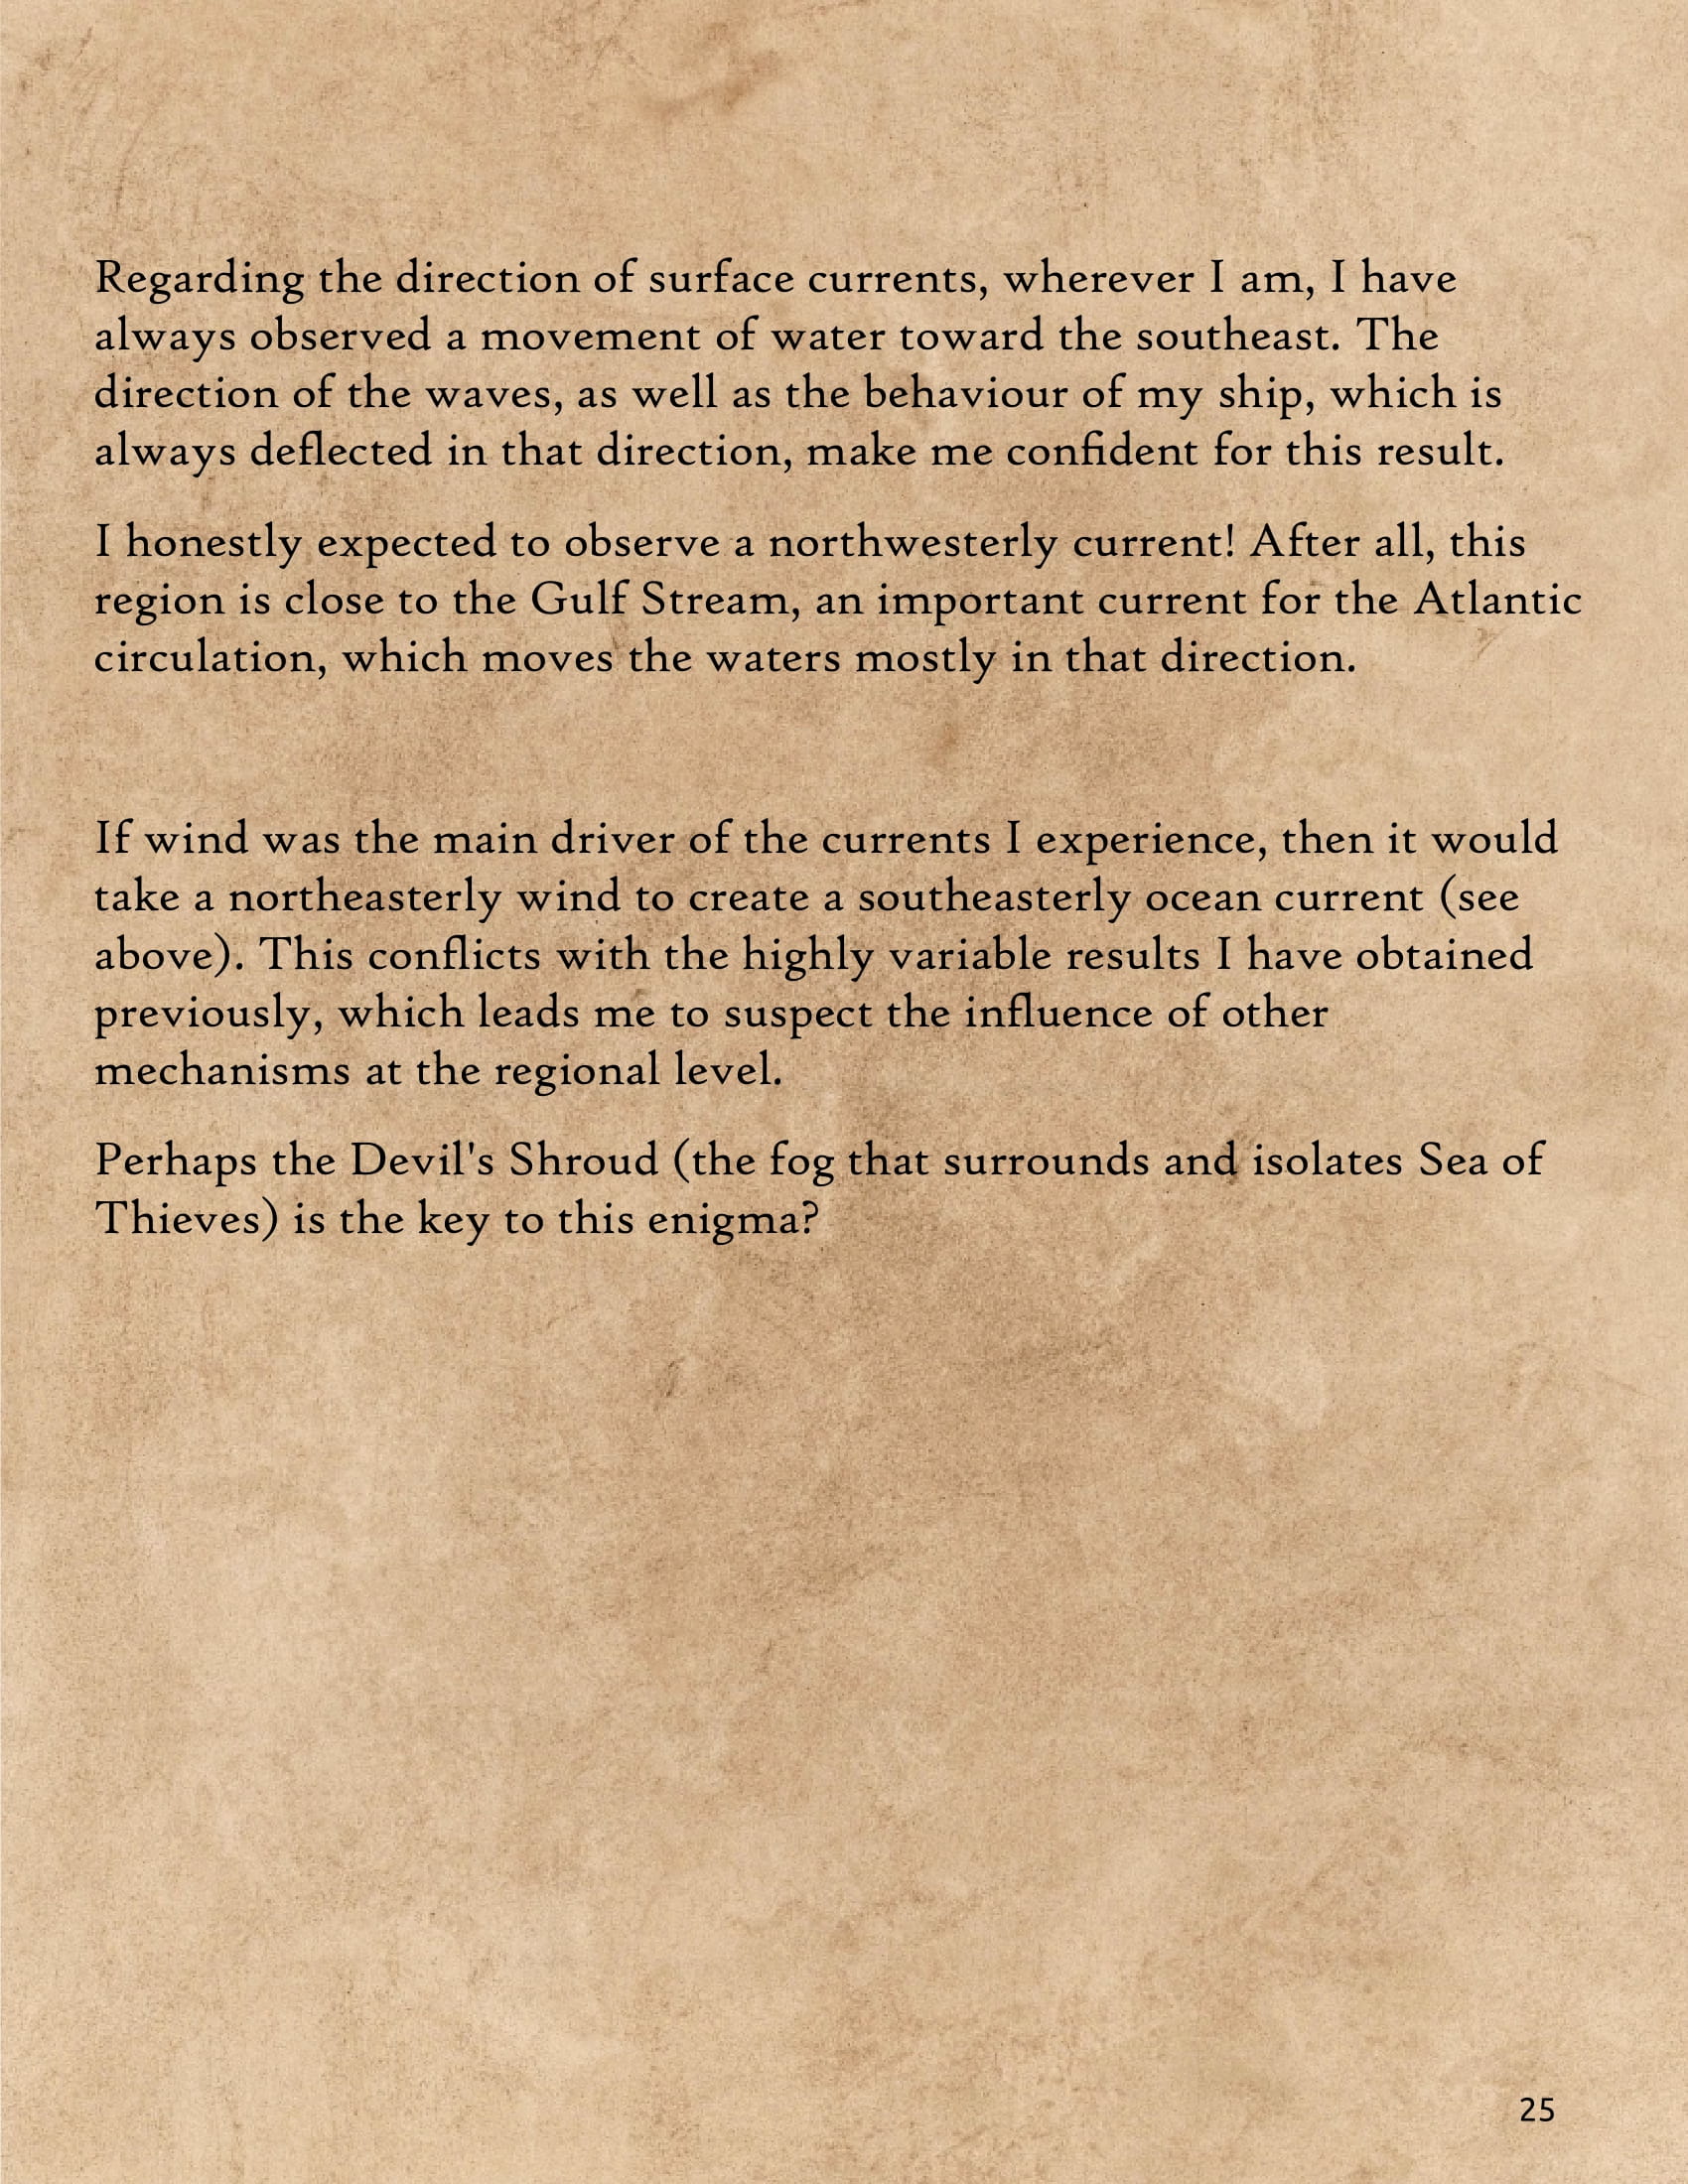 Regarding the direction of surface currents, wherever I am, I have
always observed a movement of water toward the southeast. The
direction of the waves, as well as the behaviour of my ship, which is
always deflected in that direction, make me confident for this result.
I honestly expected to observe a northwesterly current! After all, this
region is close to the Gulf Stream, an important current for the Atlantic
circulation, which moves the waters mostly in that direction.
If wind was the main driver of the currents I experience, then it would
take a northeasterly wind to create a southeasterly ocean current (see
above). This conflicts with the highly variable results I have obtained
previously, which leads me to suspect the influence of other
mechanisms at the regional level.
Perhaps the Devil's Shroud (the fog that surrounds and isolates Sea of
Thieves) is the key to this enigma?
25